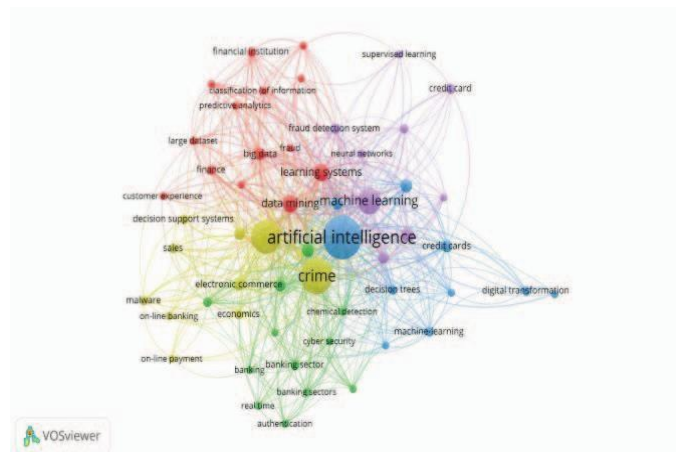 financial institution
supervised learning
classification (of information)
credit card
predictive analytics
fraud detection system
large dataset
big data
fraud
neural networks
finance
learning systems
customer experience
data mining
machine learning
decision support systems
artificial intelligence
sales
credit cards
crime
electronic commerce
decision trees
digital transformation
malware
on-line banking
economics
chemical detection
machine-learning
cyber security
on-line payment
banking
banking sector
banking sectors
real time
authentication
VOSviewer